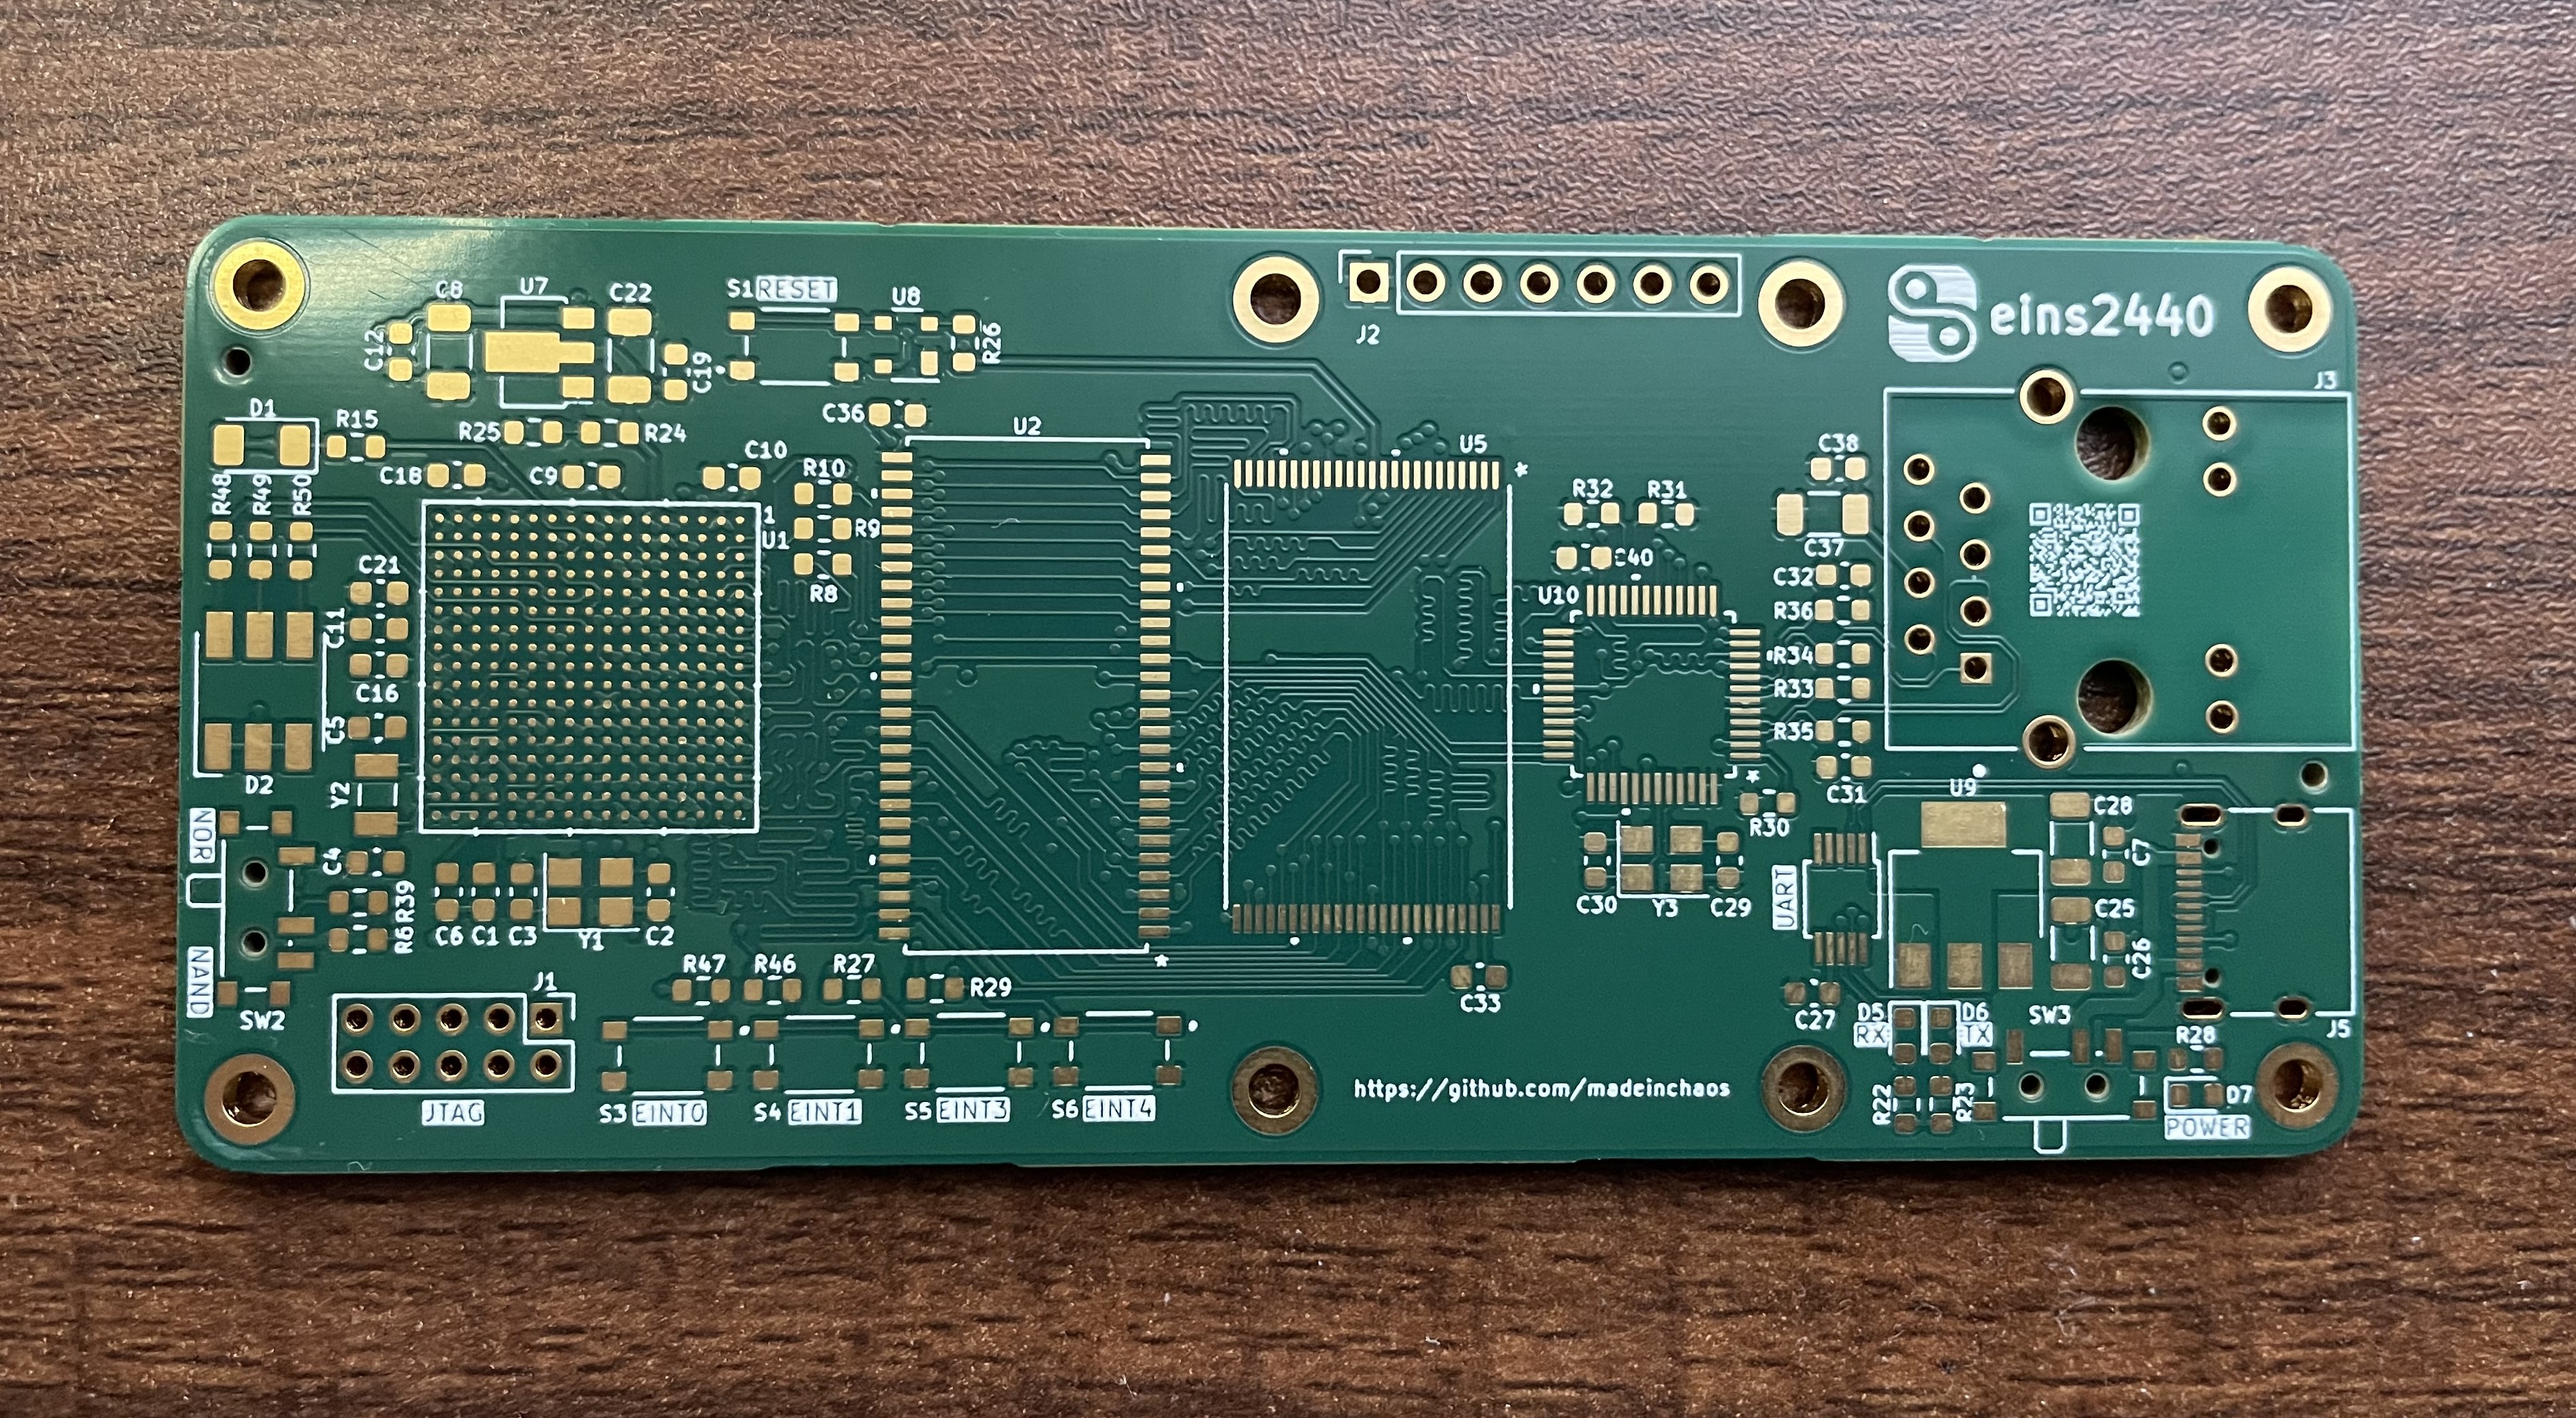 eins2440
J2
J3
C8
U7
C22
S1 RESET
U8
C12
C19
R26
D1
R15
R25
R24
C36
U2
U5
*
C18
C9
C10
R10
C38
R48
R49
R50
1
U1
R9
R32
R31
C37
C40
C21
R8
C32
U10
R36
C11
R34
C16
R33
C5
R35
D2
Y2
*
C31
U9
NOR
R30
C28
C4
C7
R39
R6
UART
C30
Y3
C29
C25
C6
C1
C3
Y1
C2
C26
NAND
*
R47
R46
R27
R29
J1
C33
SW2
C27
D5
D6
SW3
RX
TX
J5
R28
https://github.com/madeinchaos
R22
R23
D7
JTAG
S3 EINT0
S4 EINT1
S5 EINT3
S6 EINT4
POWER